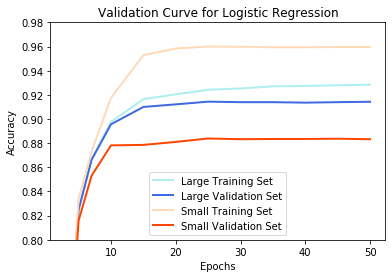 Validation Curve for Logistic Regression
0.98
0.96
0.94
0.92
0.90
0.88
0.86
0.84
0.82
0.80
Accuracy
Large Training Set
Large Validation Set
Small Training Set
Small Validation Set
10
20
30
40
50
Epochs